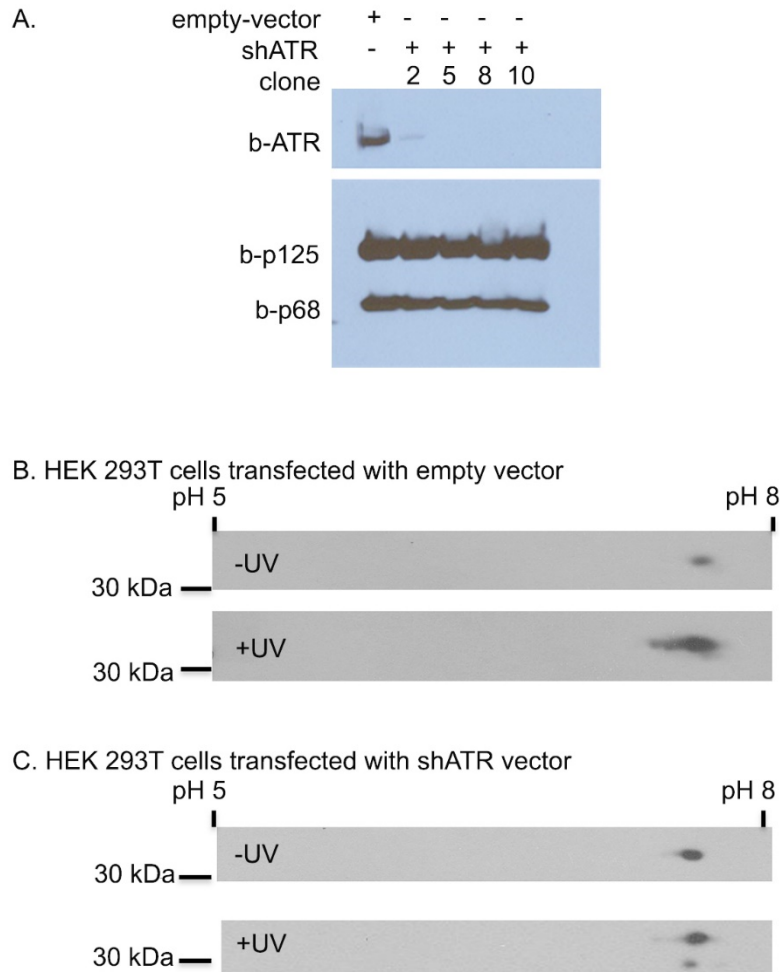 A.
empty-vector + - - - -
shATR - + + + +
clone 2 5 8 10
b-ATR
b-p125
b-p68
B. HEK 293T cells transfected with empty vector
pH 5 pH 8
-UV
30 kDa
+UV
30 kDa
C. HEK 293T cells transfected with shATR vector
pH 5 pH 8
-UV
30 kDa
+UV
30 kDa